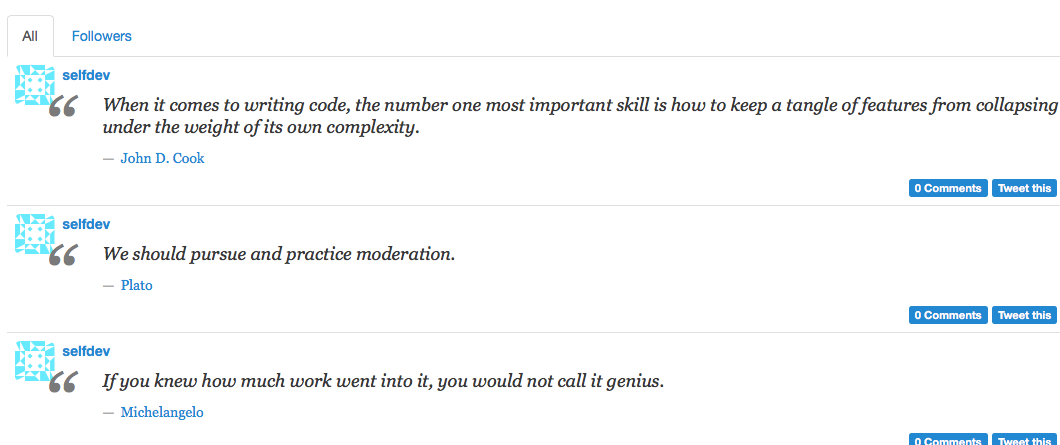 All Followers
selfdev
“ When it comes to writing code, the number one most important skill is how to keep a tangle of features from collapsing
under the weight of its own complexity.
— John D. Cook
0 Comments Tweet this
selfdev
“ We should pursue and practice moderation.
— Plato
0 Comments Tweet this
selfdev
“ If you knew how much work went into it, you would not call it genius.
— Michelangelo
0 Comments Tweet this